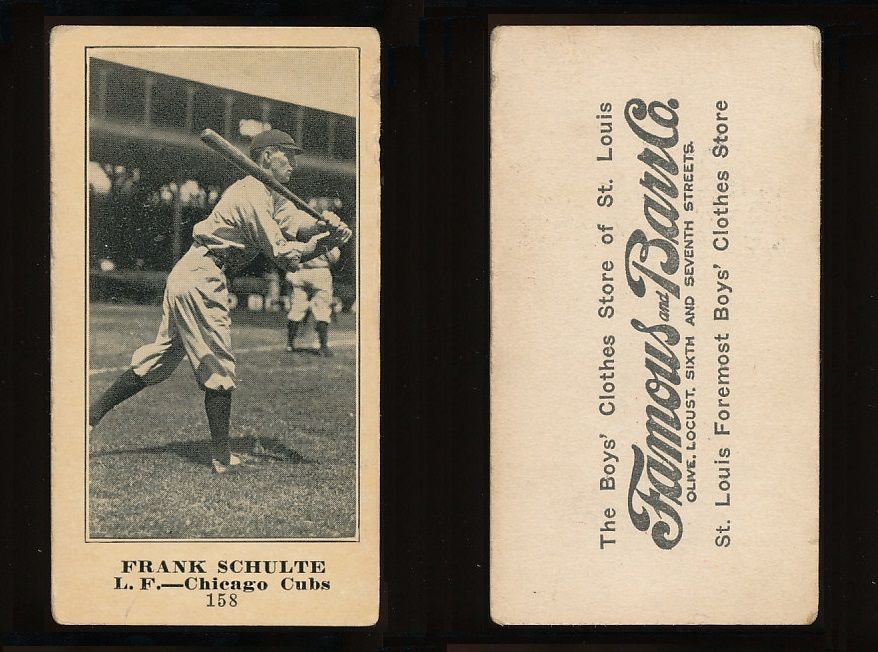 FRANK SCHULTE
L. F.—Chicago Cubs
158
The Boys' Clothes Store of St. Louis
Famous and Barr Co.
OLIVE, LOCUST, SIXTH AND SEVENTH STREETS.
St. Louis Foremost Boys' Clothes Store